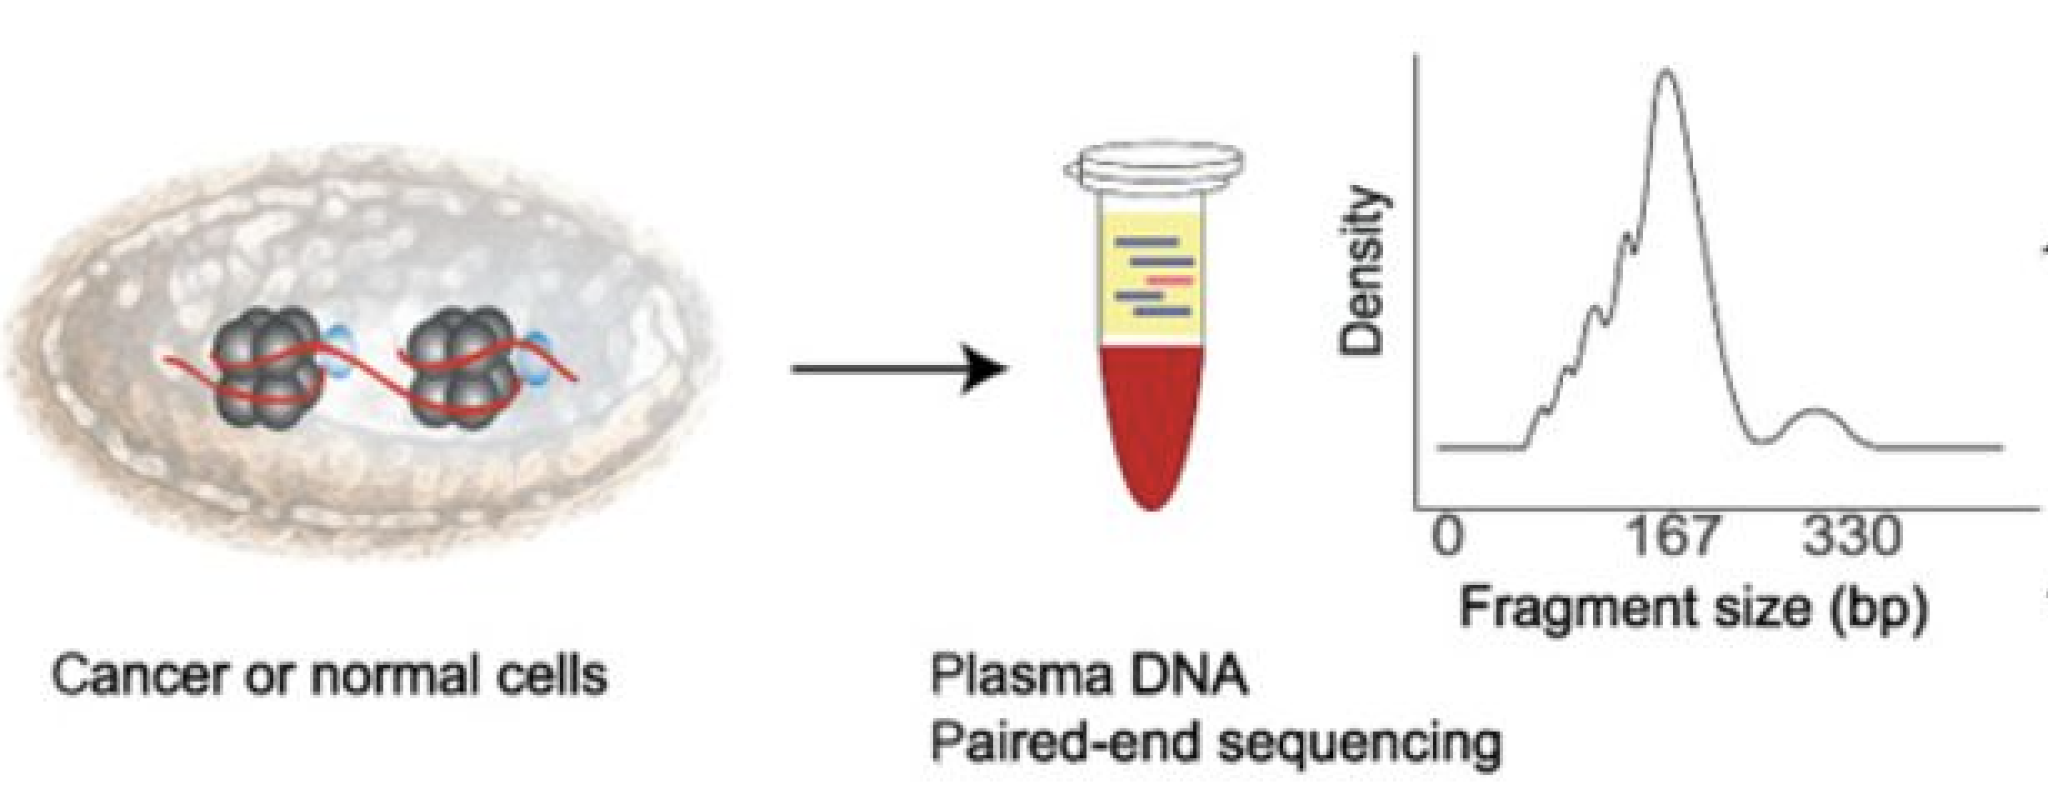 Cancer or normal cells
Plasma DNA
Paired-end sequencing
Density
0 167 330
Fragment size (bp)